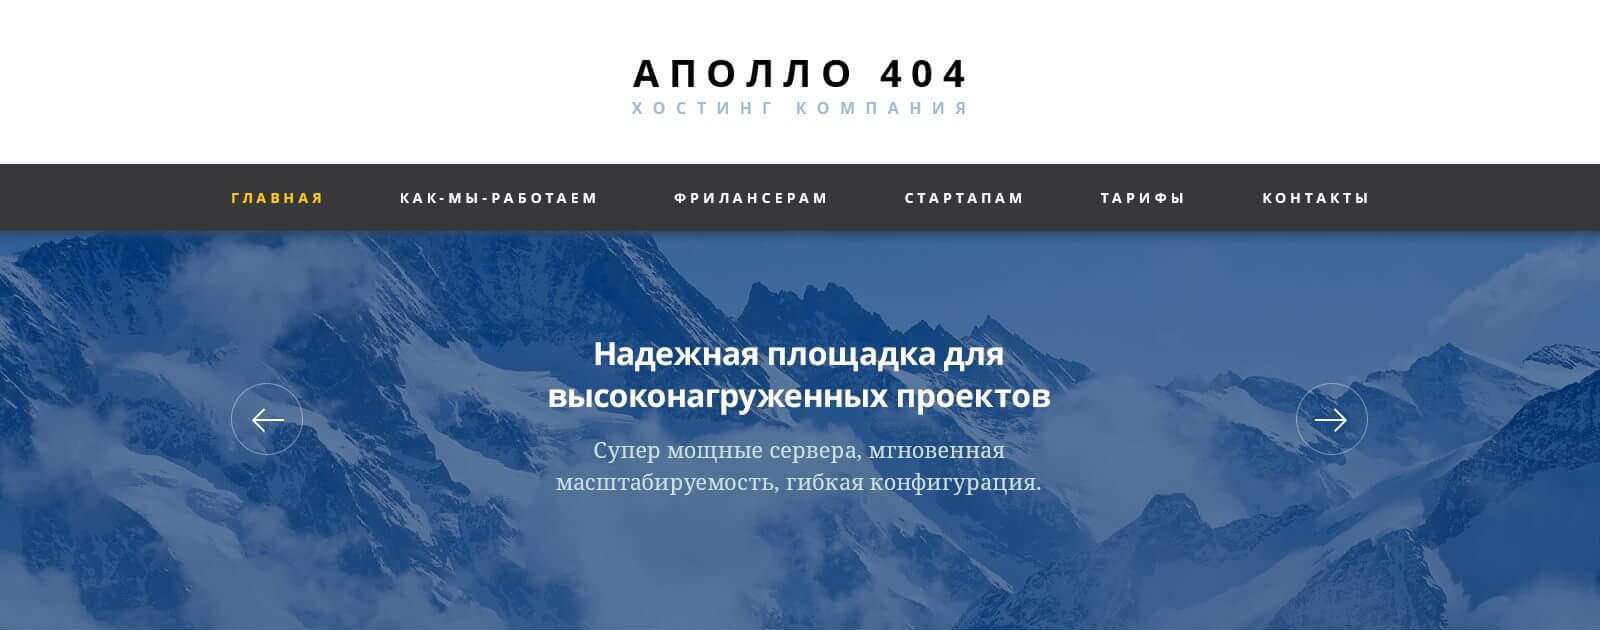 АПОЛЛО 404
ХОСТИНГ КОМПАНИЯ
ГЛАВНАЯ КАК-МЫ-РАБОТАЕМ ФРИЛАНСЕРАМ СТАРТАПАМ ТАРИФЫ КОНТАКТЫ
Надежная площадка для
высоконагруженных проектов
Супер мощные сервера, мгновенная
масштабируемость, гибкая конфигурация.